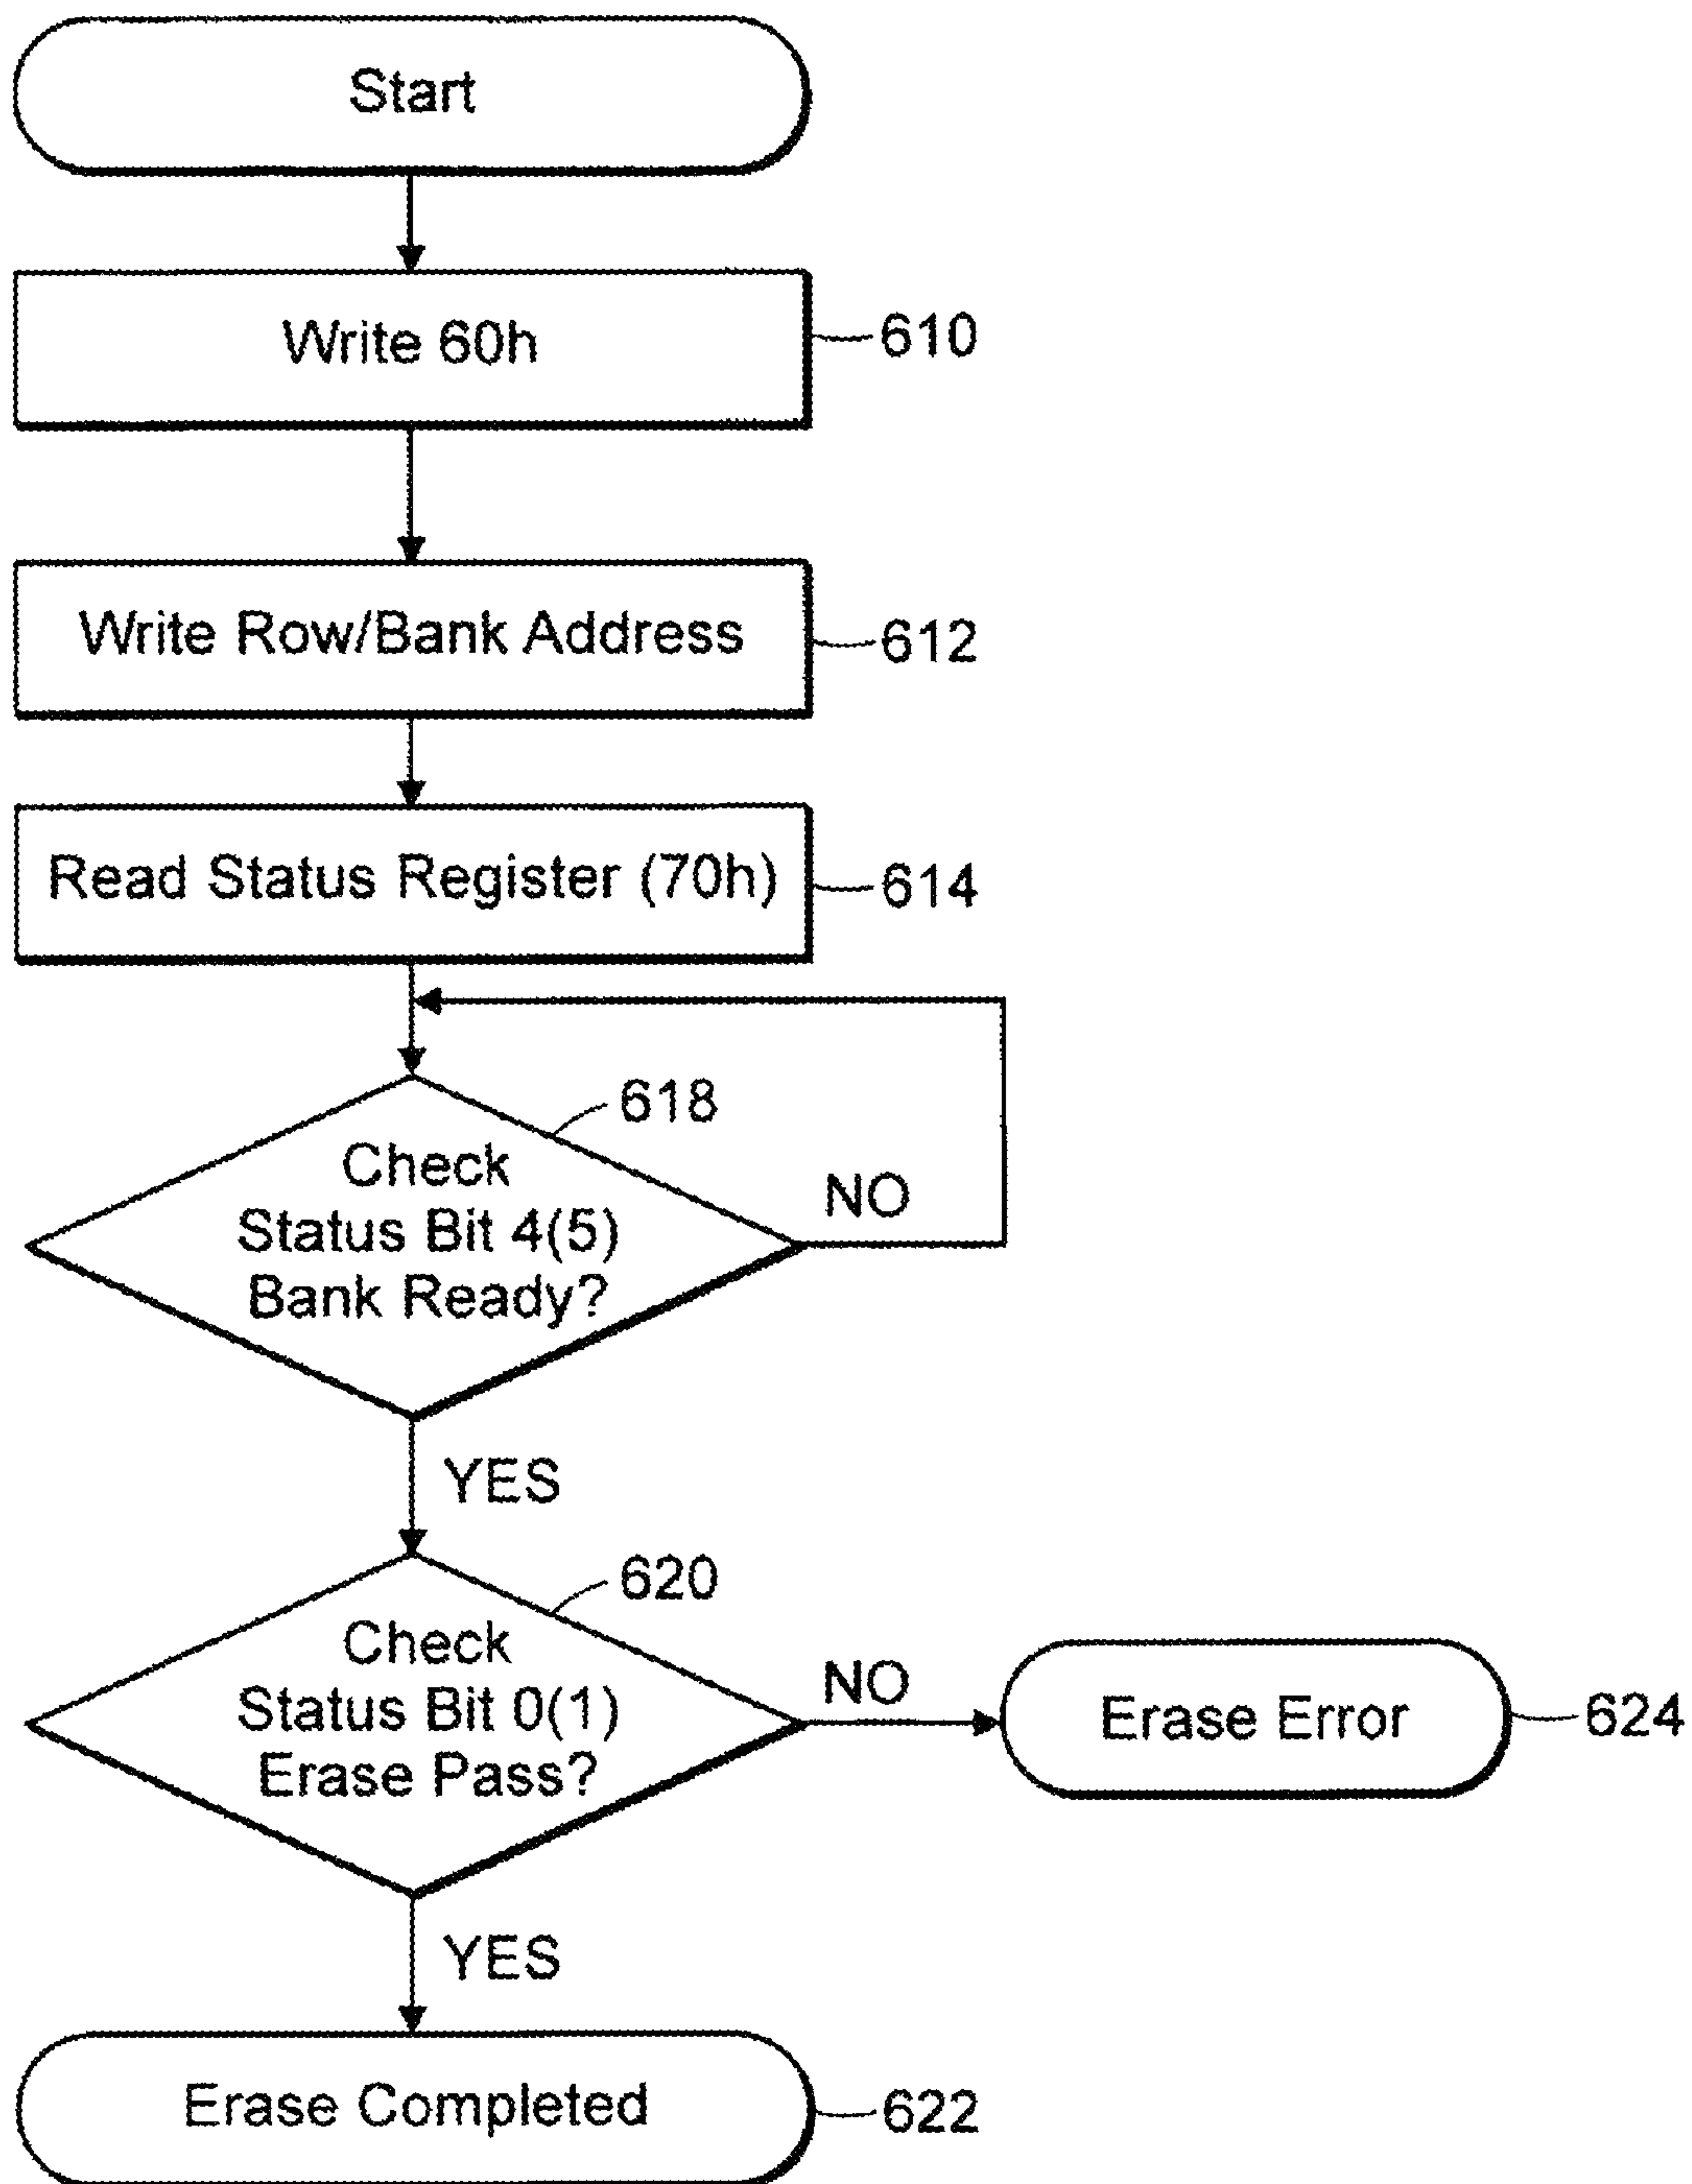 Start
Write 60h
610
Write Row/Bank Address
612
Read Status Register (70h)
614
618
Check
Status Bit 4(5)
Bank Ready?
NO
YES
620
Check
Status Bit 0(1)
Erase Pass?
NO
Erase Error
624
YES
Erase Completed
622